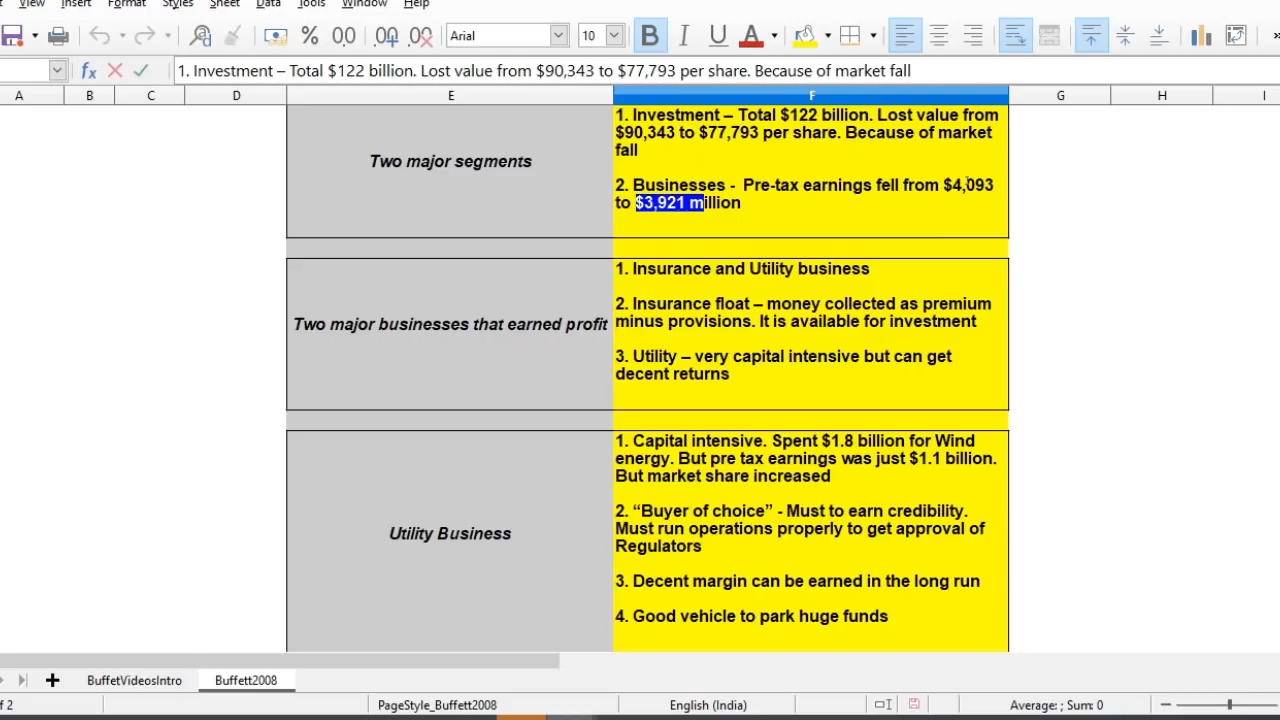 View Insert Format Styles Sheet Data Tools Window Help
% 00 00 00 Arial 10 B I U A
fx 1. Investment – Total $122 billion. Lost value from $90,343 to $77,793 per share. Because of market fall
A B C D E F G H I
Two major segments
1. Investment – Total $122 billion. Lost value from
$90,343 to $77,793 per share. Because of market
fall
2. Businesses - Pre-tax earnings fell from $4,093
to $3,921 million
Two major businesses that earned profit
1. Insurance and Utility business
2. Insurance float – money collected as premium
minus provisions. It is available for investment
3. Utility – very capital intensive but can get
decent returns
Utility Business
1. Capital intensive. Spent $1.8 billion for Wind
energy. But pre tax earnings was just $1.1 billion.
But market share increased
2. “Buyer of choice” - Must to earn credibility.
Must run operations properly to get approval of
Regulators
3. Decent margin can be earned in the long run
4. Good vehicle to park huge funds
BuffetVideosIntro Buffett2008
of 2 PageStyle_Buffett2008 English (India) Average: ; Sum: 0